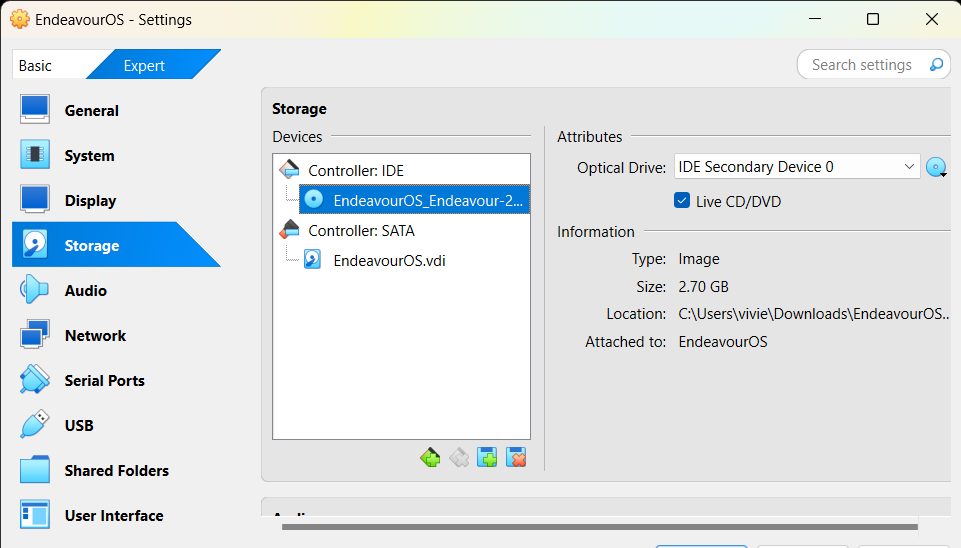 EndeavourOS - Settings
Basic
Expert
Search settings
General
System
Display
Storage
Audio
Network
Serial Ports
USB
Shared Folders
User Interface
Storage
Devices
Controller: IDE
EndeavourOS_Endeavour-2...
Controller: SATA
EndeavourOS.vdi
Attributes
Optical Drive: IDE Secondary Device 0
Live CD/DVD
Information
Type: Image
Size: 2.70 GB
Location: C:\Users\vivie\Downloads\EndeavourOS..
Attached to: EndeavourOS